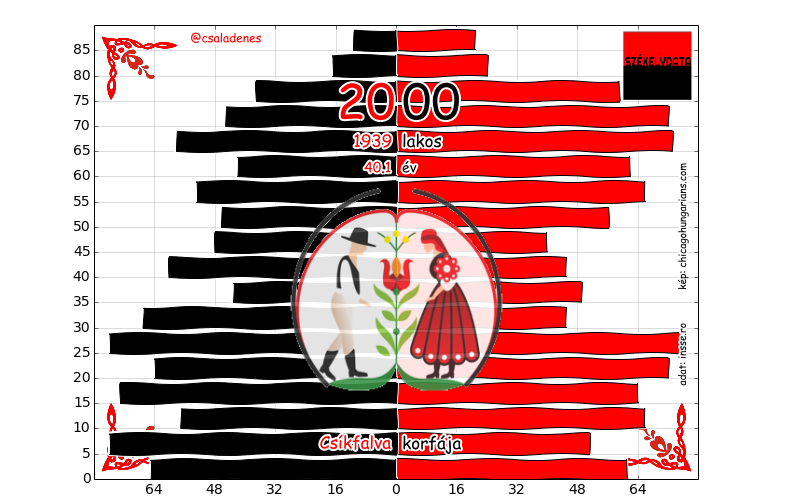 @csaladenes
SZÉKELYDATA
2000
1939 lakos
40.1 év
kép: chicagohungarians.com
adat: insse.ro
Csíkfalva korfája
85
80
75
70
65
60
55
50
45
40
35
30
25
20
15
10
5
0
64 48 32 16 0 16 32 48 64